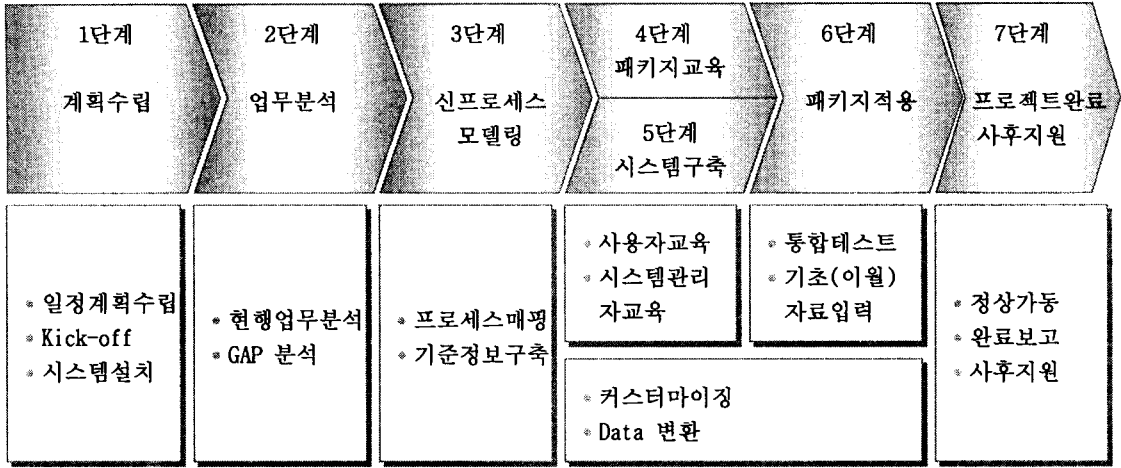 1단계
계획수립
2단계
업무분석
3단계
신프로세스
모델링
4단계
패키지교육
5단계
시스템구축
6단계
패키지적용
7단계
프로젝트완료
사후지원
• 일정계획수립
• Kick-off
• 시스템설치
• 현행업무분석
• GAP 분석
• 프로세스매핑
• 기준정보구축
• 사용자교육
• 시스템관리
자교육
• 통합테스트
• 기초(이월)
자료입력
• 커스터마이징
• Data 변환
• 정상가동
• 완료보고
• 사후지원